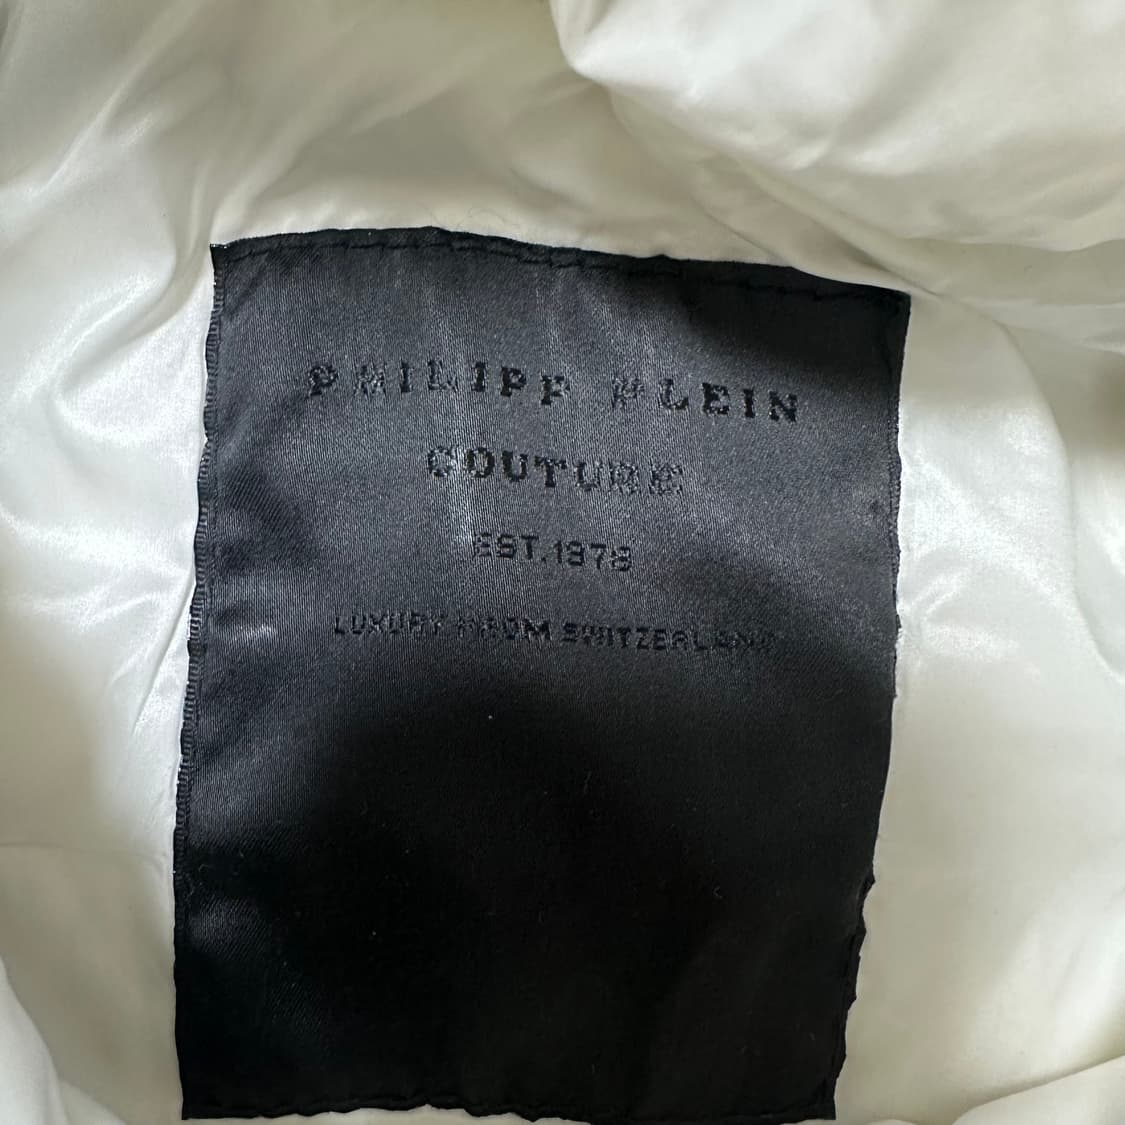 PHILIPP PLEIN
COUTURE
EST.1978
LUXURY FROM SWITZERLAND